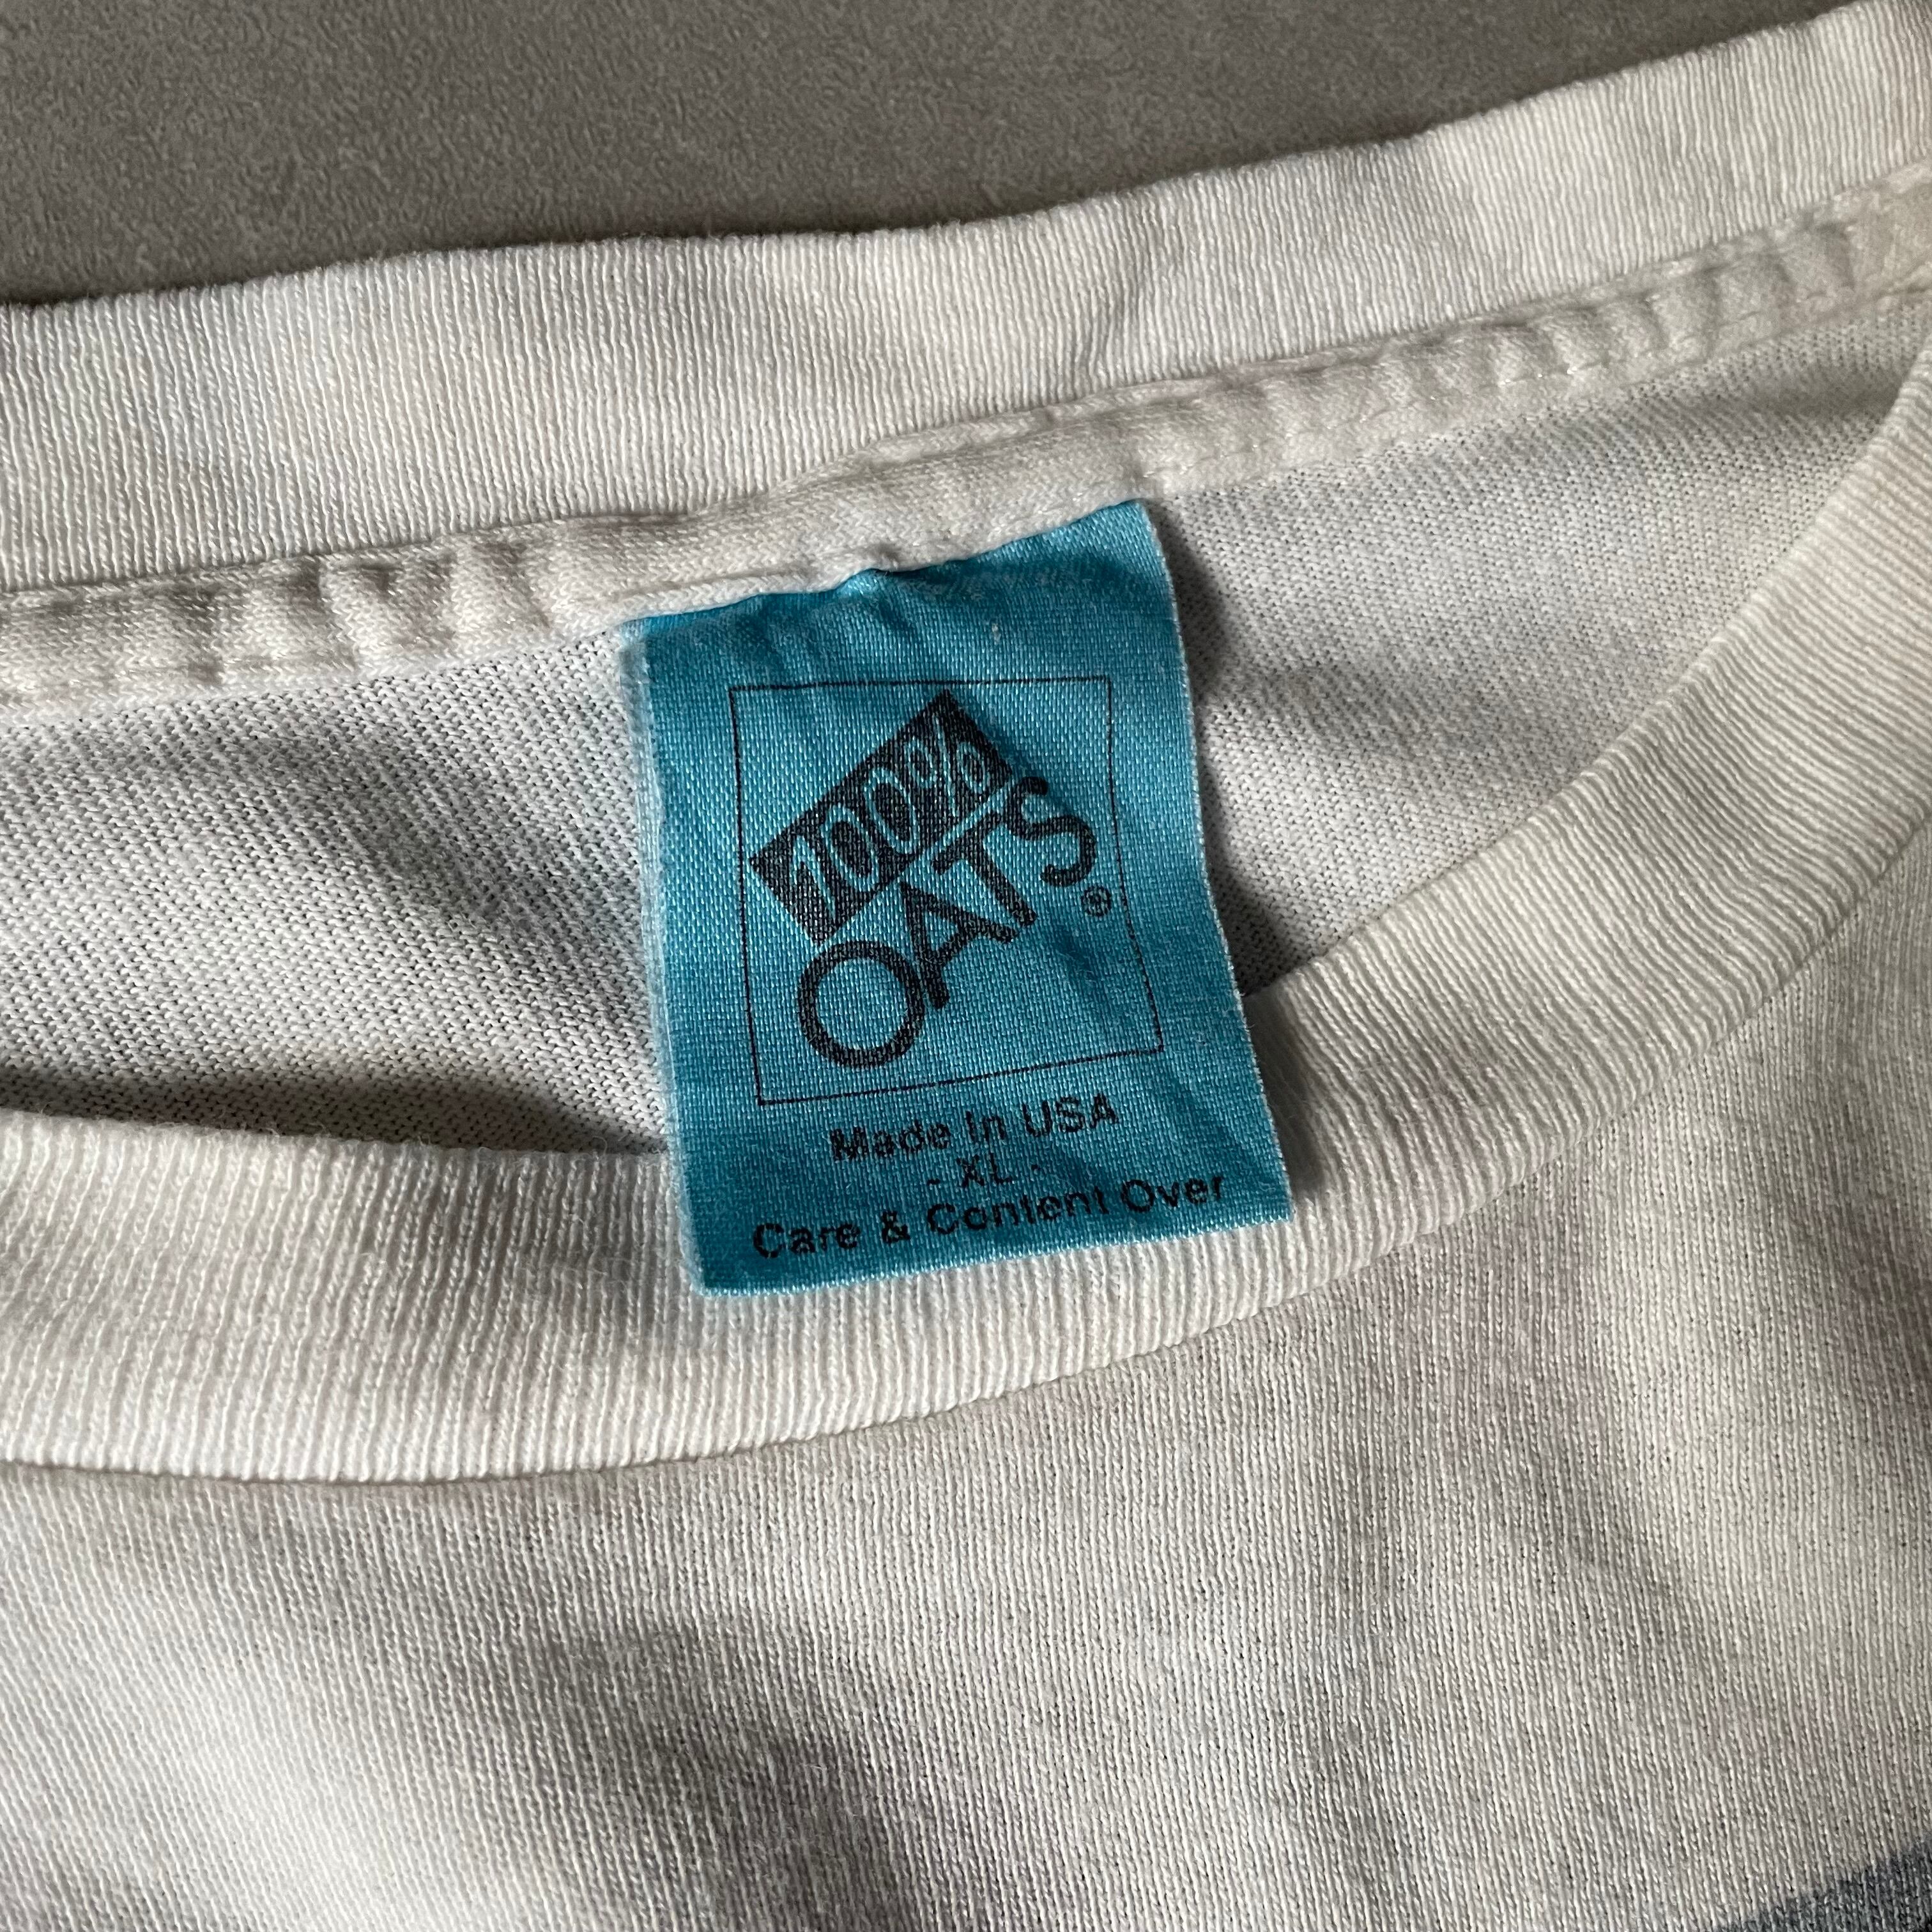 100%
OATS®
Made In USA
- XL -
Care & Content Over